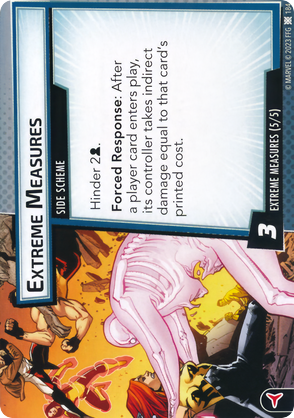 EXTREME MEASURES
SIDE SCHEME
Hinder 2.
Forced Response: After
a player card enters play,
its controller takes indirect
damage equal to that card's
printed cost.
3
EXTREME MEASURES (5/5)
© MARVEL © 2023 FFG